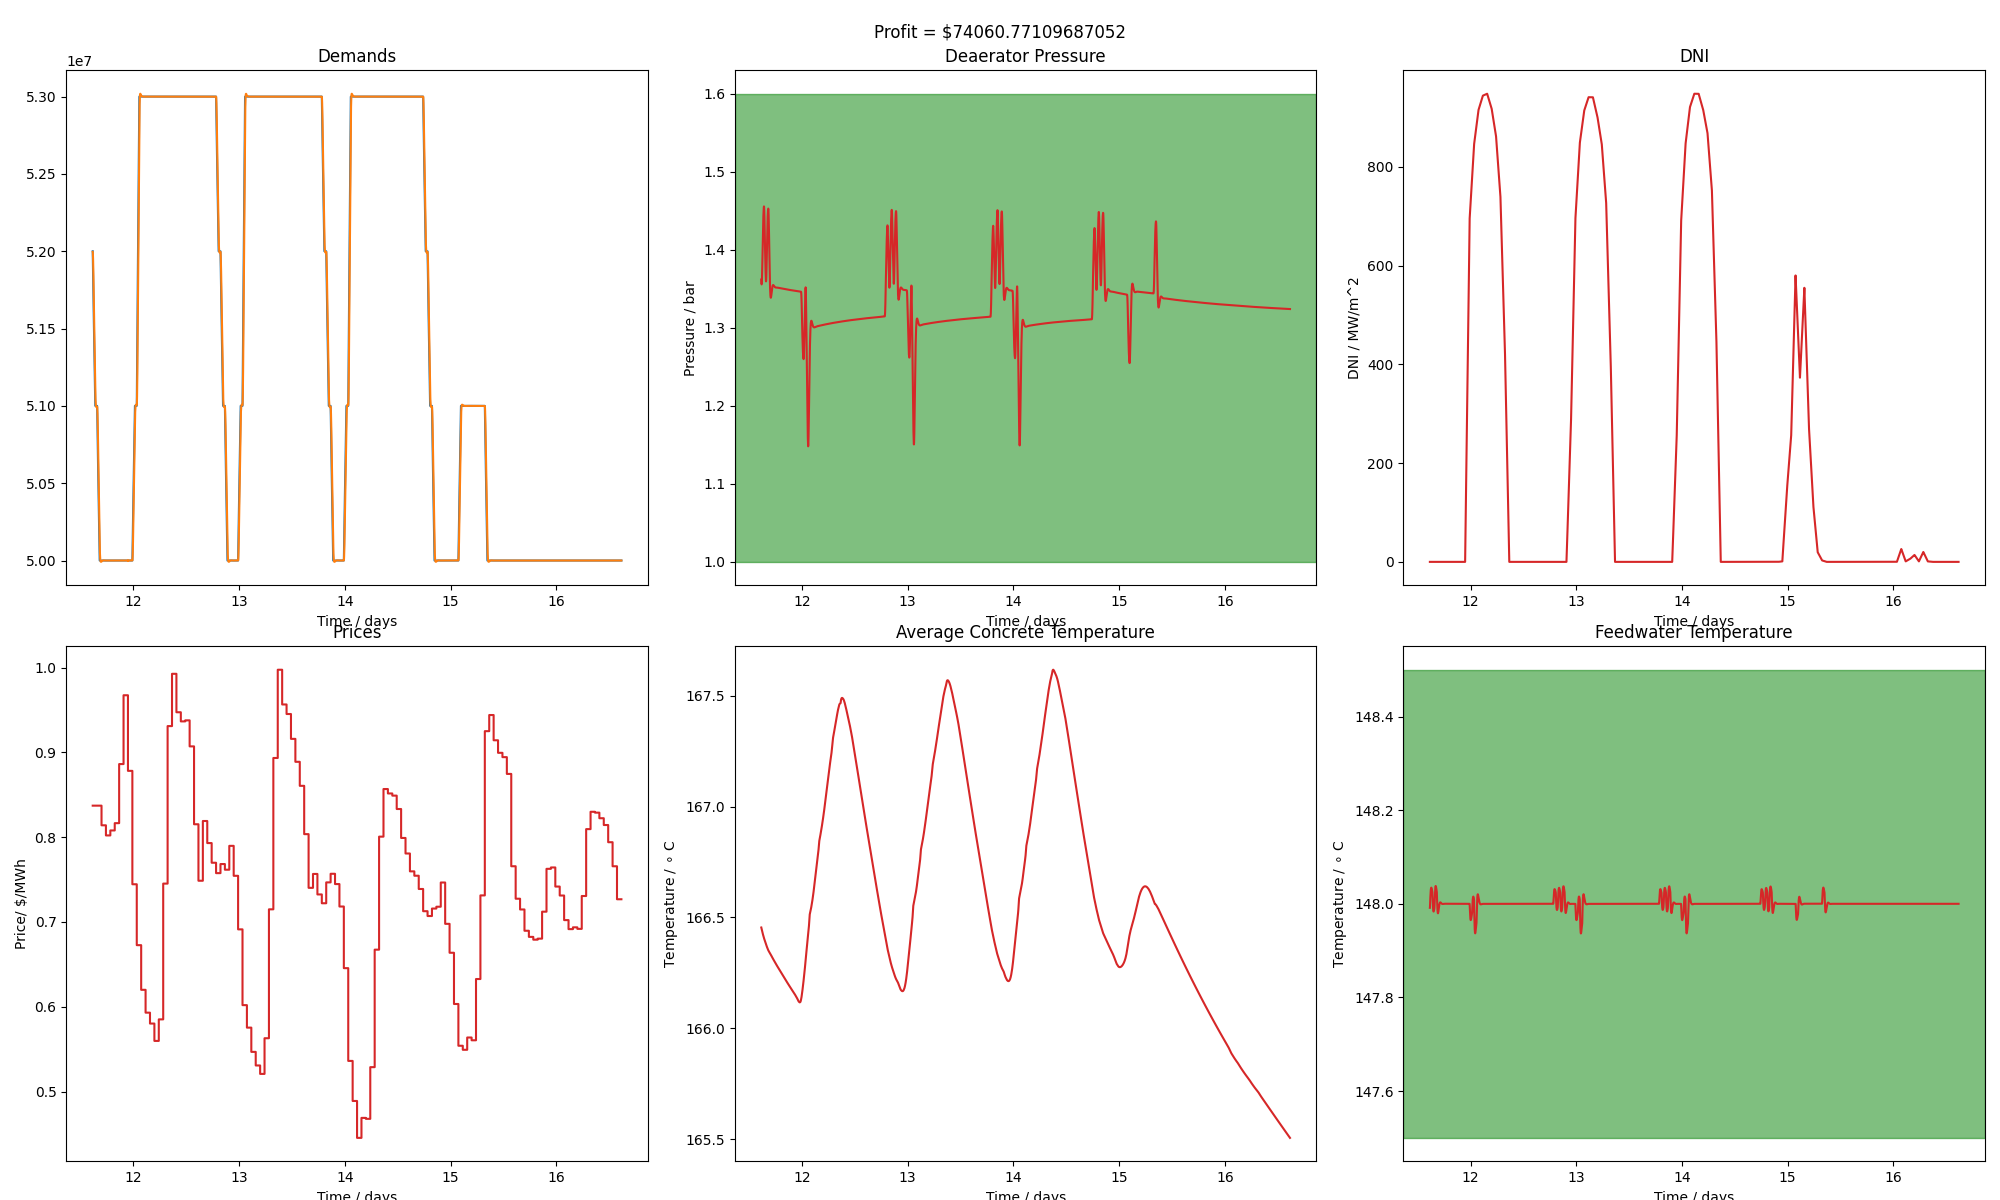 Profit = $74060.77109687052
Demands
1e7
5.30
5.25
5.20
5.15
5.10
5.05
5.00
12 13 14 15 16
Time / days
Deaerator Pressure
Pressure / bar
1.6
1.5
1.4
1.3
1.2
1.1
1.0
12 13 14 15 16
Time / days
DNI
DNI / MW/m^2
800
600
400
200
0
12 13 14 15 16
Time / days
Prices
Price/ $/MWh
1.0
0.9
0.8
0.7
0.6
0.5
12 13 14 15 16
Time / days
Average Concrete Temperature
Temperature / ∘ C
167.5
167.0
166.5
166.0
165.5
12 13 14 15 16
Time / days
Feedwater Temperature
Temperature / ∘ C
148.4
148.2
148.0
147.8
147.6
12 13 14 15 16
Time / days